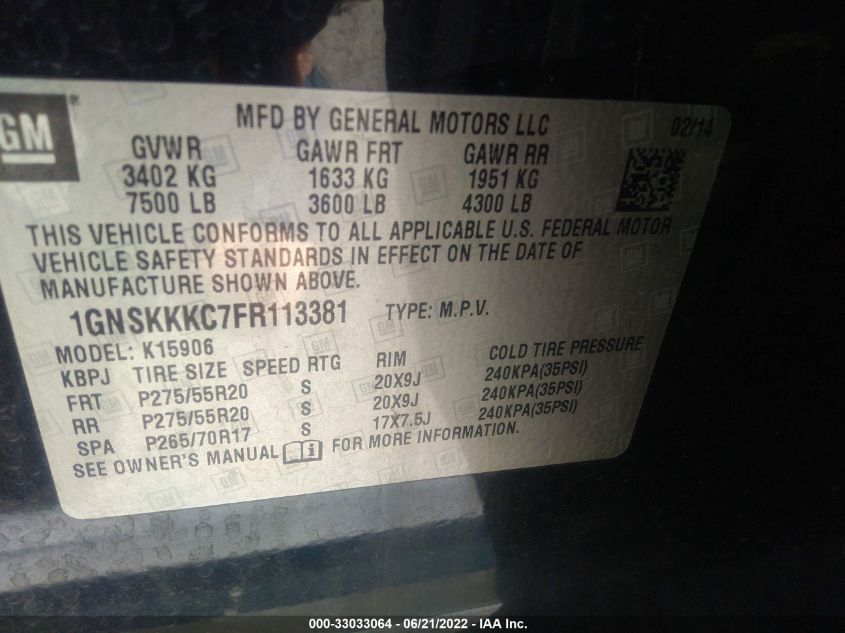 GM
MFD BY GENERAL MOTORS LLC 02/14
GVWR GAWR FRT GAWR RR
3402 KG 1633 KG 1951 KG
7500 LB 3600 LB 4300 LB
THIS VEHICLE CONFORMS TO ALL APPLICABLE U.S. FEDERAL MOTOR
VEHICLE SAFETY STANDARDS IN EFFECT ON THE DATE OF
MANUFACTURE SHOWN ABOVE.
1GNSKKKC7FR113381 TYPE: M.P.V.
MODEL: K15906
KBPJ TIRE SIZE SPEED RTG RIM COLD TIRE PRESSURE
FRT P275/55R20 S 20X9J 240KPA(35PSI)
RR P275/55R20 S 20X9J 240KPA(35PSI)
SPA P265/70R17 S 17X7.5J 240KPA(35PSI)
SEE OWNER'S MANUAL FOR MORE INFORMATION.
000-33033064 - 06/21/2022 - IAA Inc.